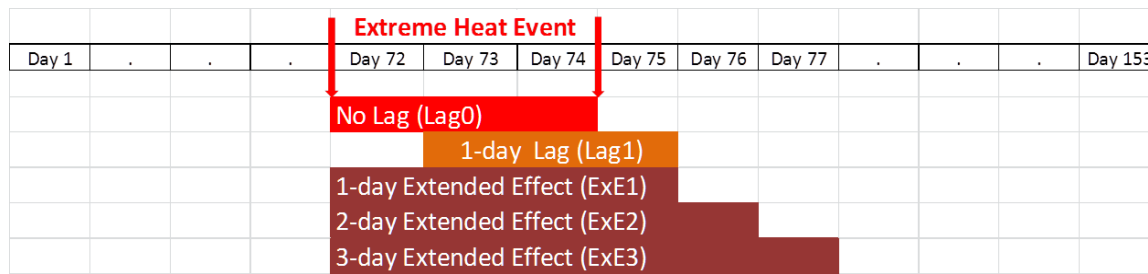 Extreme Heat Event
Day 1 . . . Day 72 Day 73 Day 74 Day 75 Day 76 Day 77 . . . Day 153
No Lag (Lag0)
1-day Lag (Lag1)
1-day Extended Effect (ExE1)
2-day Extended Effect (ExE2)
3-day Extended Effect (ExE3)